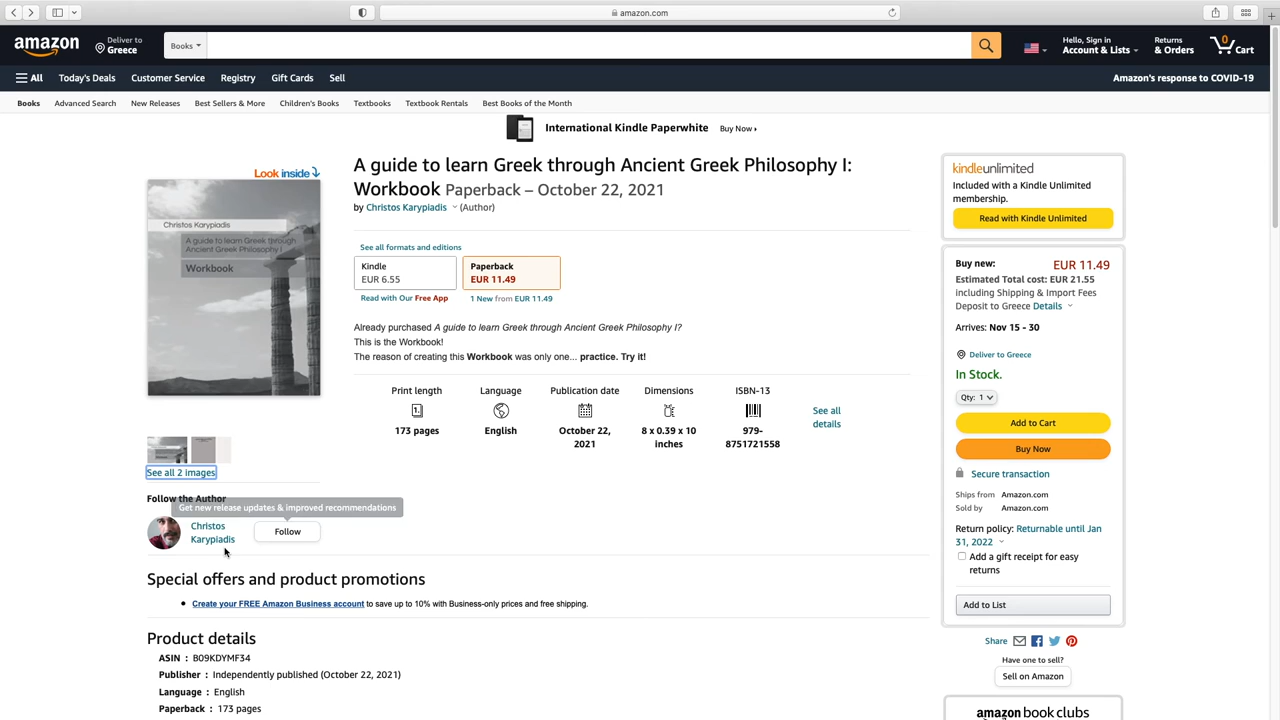 amazon.com
amazon
Deliver to
Greece
Books
Hello, Sign in
Account & Lists
Returns
& Orders
0
Cart
All
Today's Deals
Customer Service
Registry
Gift Cards
Sell
Amazon's response to COVID-19
Books
Advanced Search
New Releases
Best Sellers & More
Children's Books
Textbooks
Textbook Rentals
Best Books of the Month
International Kindle Paperwhite
Buy Now
Look inside
Christos Karypiadis
A guide to learn Greek through
Ancient Greek Philosophy I
Workbook
See all 2 images
Follow the Author
Get new release updates & improved recommendations
Christos
Karypiadis
Follow
A guide to learn Greek through Ancient Greek Philosophy I:
Workbook Paperback – October 22, 2021
by Christos Karypiadis (Author)
See all formats and editions
Kindle
EUR 6.55
Read with Our Free App
Paperback
EUR 11.49
1 New from EUR 11.49
Already purchased A guide to learn Greek through Ancient Greek Philosophy I?
This is the Workbook!
The reason of creating this Workbook was only one... practice. Try it!
Print length
173 pages
Language
English
Publication date
October 22,
2021
Dimensions
8 x 0.39 x 10
inches
ISBN-13
979-
8751721558
See all
details
kindleunlimited
Included with a Kindle Unlimited
membership.
Read with Kindle Unlimited
Buy new:
EUR 11.49
Estimated Total cost: EUR 21.55
including Shipping & Import Fees
Deposit to Greece Details
Arrives: Nov 15 - 30
Deliver to Greece
In Stock.
Qty: 1
Add to Cart
Buy Now
Secure transaction
Ships from Amazon.com
Sold by Amazon.com
Return policy: Returnable until Jan
31, 2022
Add a gift receipt for easy
returns
Add to List
Share
Have one to sell?
Sell on Amazon
amazon book clubs
Special offers and product promotions
Create your FREE Amazon Business account to save up to 10% with Business-only prices and free shipping.
Product details
ASIN : B09KDYMF34
Publisher : Independently published (October 22, 2021)
Language : English
Paperback : 173 pages